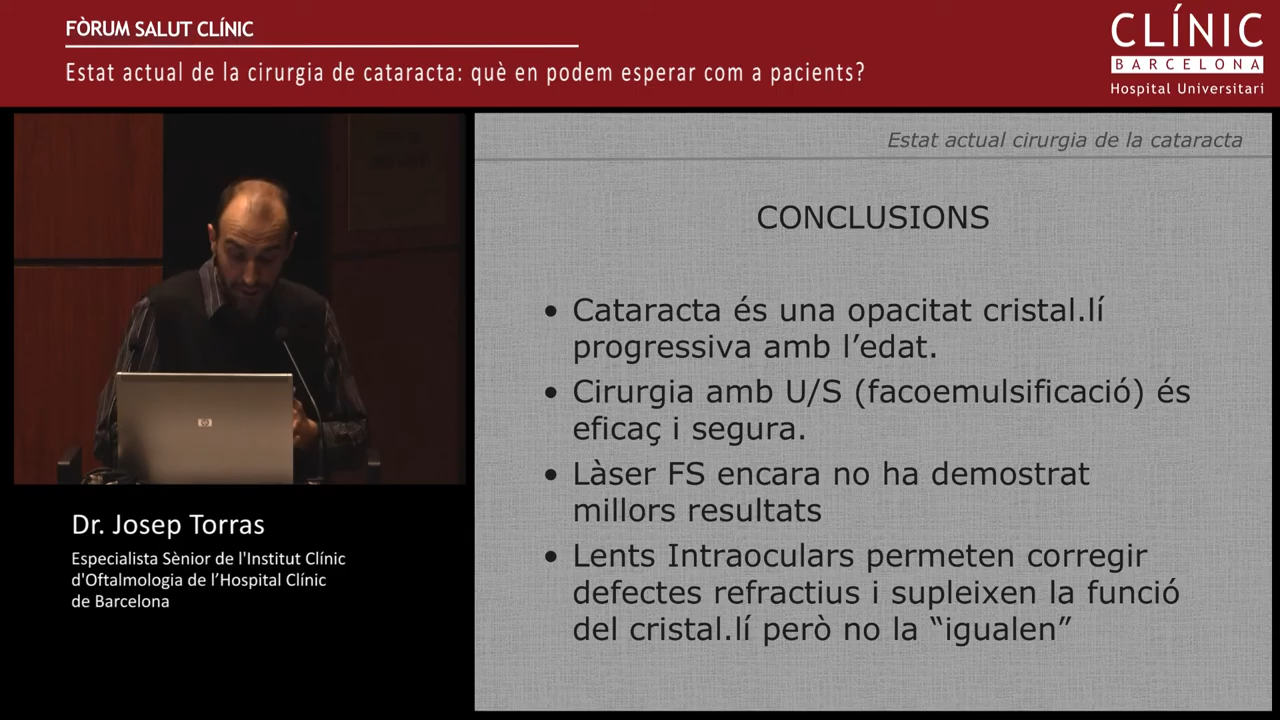 FÒRUM SALUT CLÍNIC
Estat actual de la cirurgia de cataracta: què en podem esperar com a pacients?
CLÍNIC
BARCELONA
Hospital Universitari
Estat actual cirurgia de la cataracta
CONCLUSIONS
• Cataracta és una opacitat cristal.lí
progressiva amb l’edat.
• Cirurgia amb U/S (facoemulsificació) és
eficaç i segura.
• Làser FS encara no ha demostrat
millors resultats
• Lents Intraoculars permeten corregir
defectes refractius i supleixen la funció
del cristal.lí però no la “igualen”
hp
Dr. Josep Torras
Especialista Sènior de l'Institut Clínic
d'Oftalmologia de l’Hospital Clínic
de Barcelona